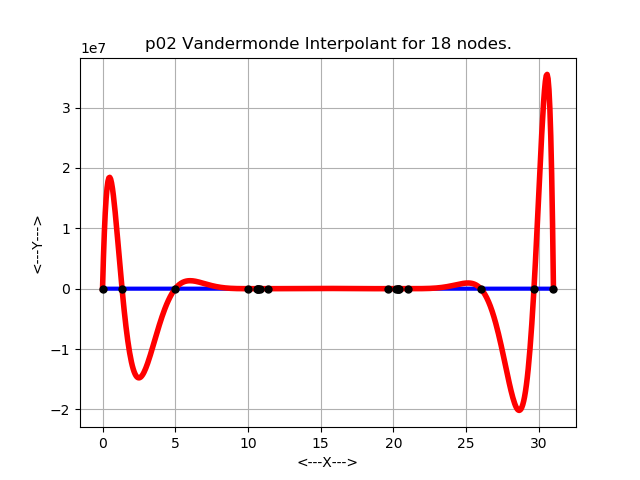 p02 Vandermonde Interpolant for 18 nodes.
1e7
3
2
1
0
−1
−2
<---Y--->
0 5 10 15 20 25 30
<---X--->